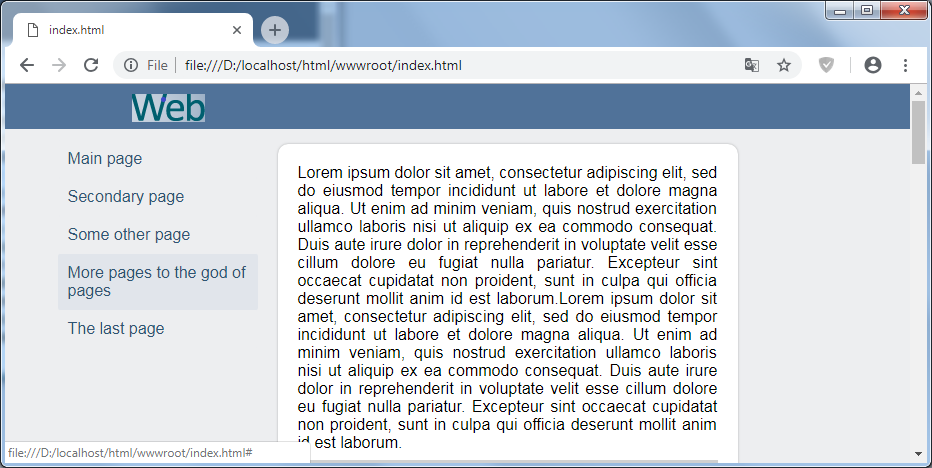 index.html
File
file:///D:/localhost/html/wwwroot/index.html
Web
Main page
Secondary page
Some other page
More pages to the god of
pages
The last page
Lorem ipsum dolor sit amet, consectetur adipiscing elit, sed
do eiusmod tempor incididunt ut labore et dolore magna
aliqua. Ut enim ad minim veniam, quis nostrud exercitation
ullamco laboris nisi ut aliquip ex ea commodo consequat.
Duis aute irure dolor in reprehenderit in voluptate velit esse
cillum dolore eu fugiat nulla pariatur. Excepteur sint
occaecat cupidatat non proident, sunt in culpa qui officia
deserunt mollit anim id est laborum.Lorem ipsum dolor sit
amet, consectetur adipiscing elit, sed do eiusmod tempor
incididunt ut labore et dolore magna aliqua. Ut enim ad
minim veniam, quis nostrud exercitation ullamco laboris
nisi ut aliquip ex ea commodo consequat. Duis aute irure
dolor in reprehenderit in voluptate velit esse cillum dolore
eu fugiat nulla pariatur. Excepteur sint occaecat cupidatat
non proident, sunt in culpa qui officia deserunt mollit anim
id est laborum.
file:///D:/localhost/html/wwwroot/index.html#